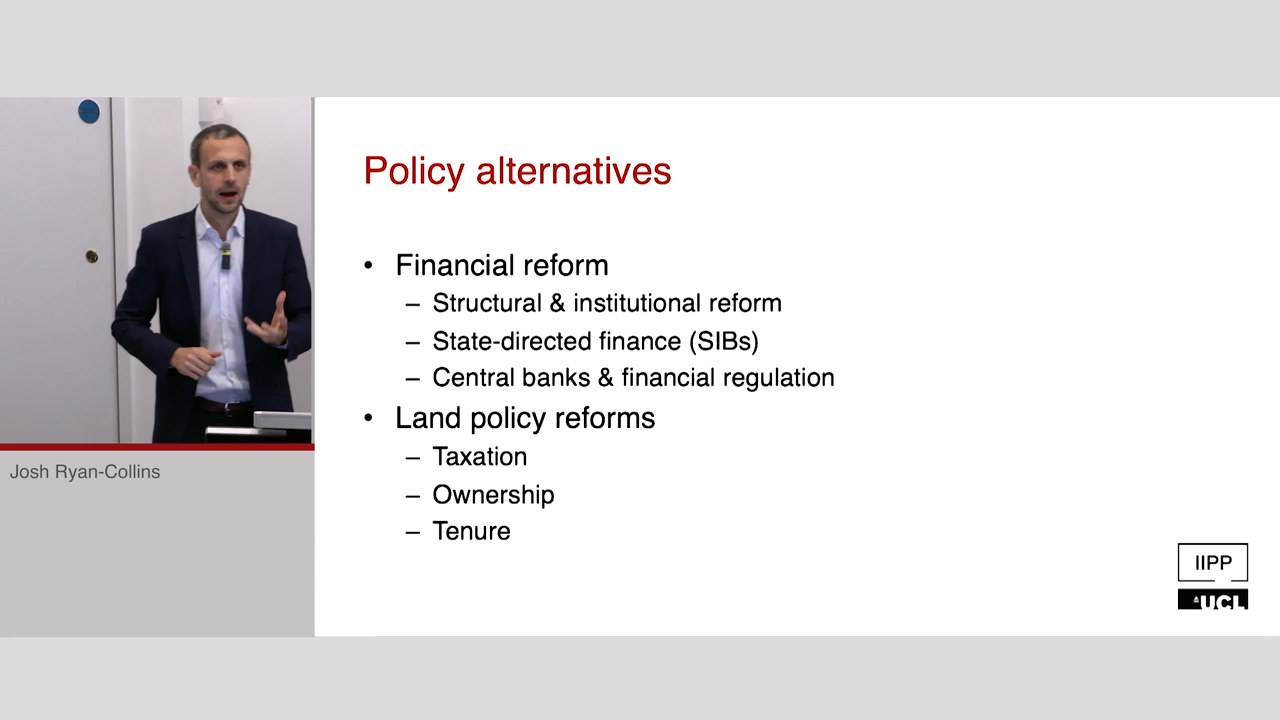 Policy alternatives
• Financial reform
– Structural & institutional reform
– State-directed finance (SIBs)
– Central banks & financial regulation
• Land policy reforms
– Taxation
– Ownership
– Tenure
Josh Ryan-Collins
IIPP
UCL